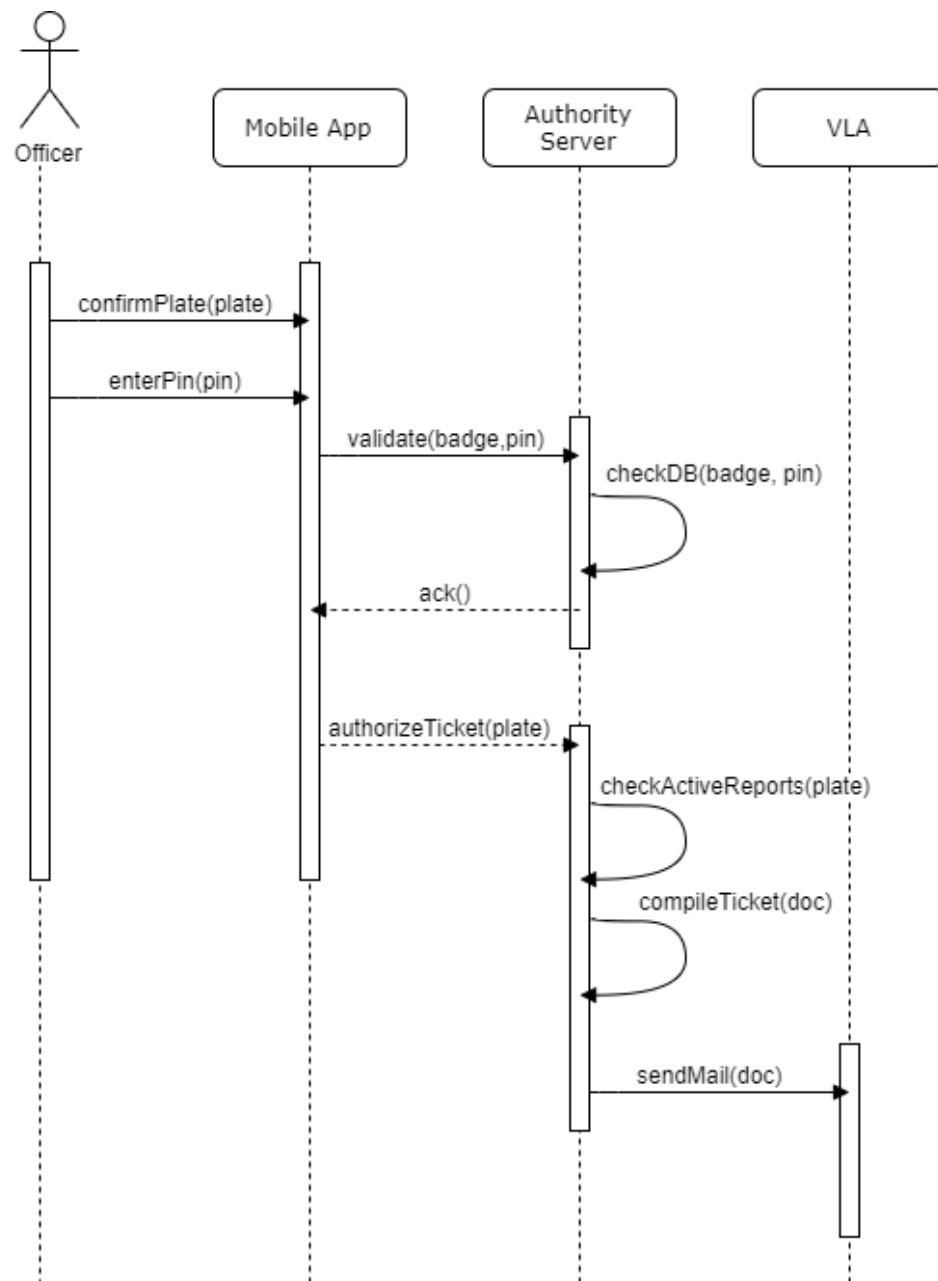 Officer
Mobile App
Authority
Server
VLA
confirmPlate(plate)
enterPin(pin)
validate(badge,pin)
checkDB(badge, pin)
ack()
authorizeTicket(plate)
checkActiveReports(plate)
compileTicket(doc)
sendMail(doc)